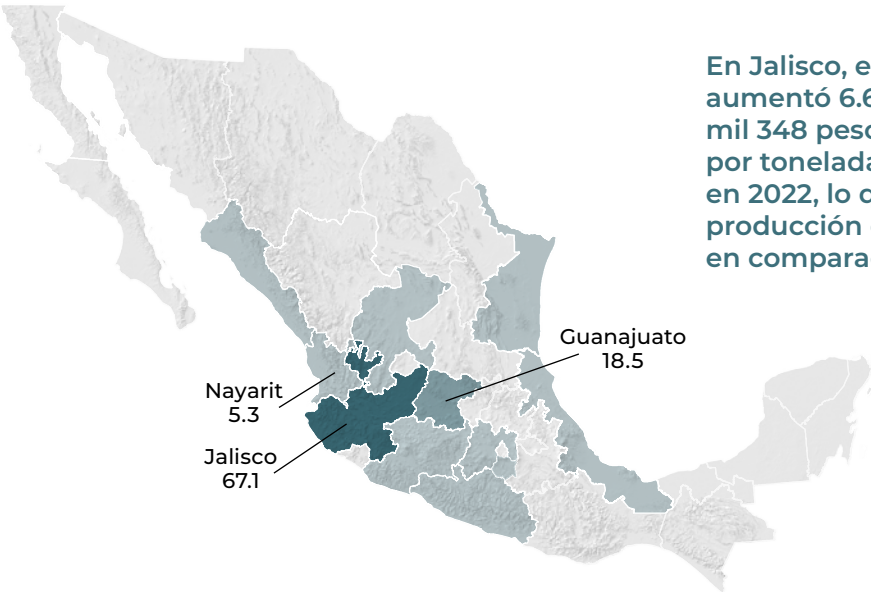 En Jalisco, e
aumentó 6.6
mil 348 peso
por tonelada
en 2022, lo
producción
en compara
Guanajuato
18.5
Nayarit
5.3
Jalisco
67.1